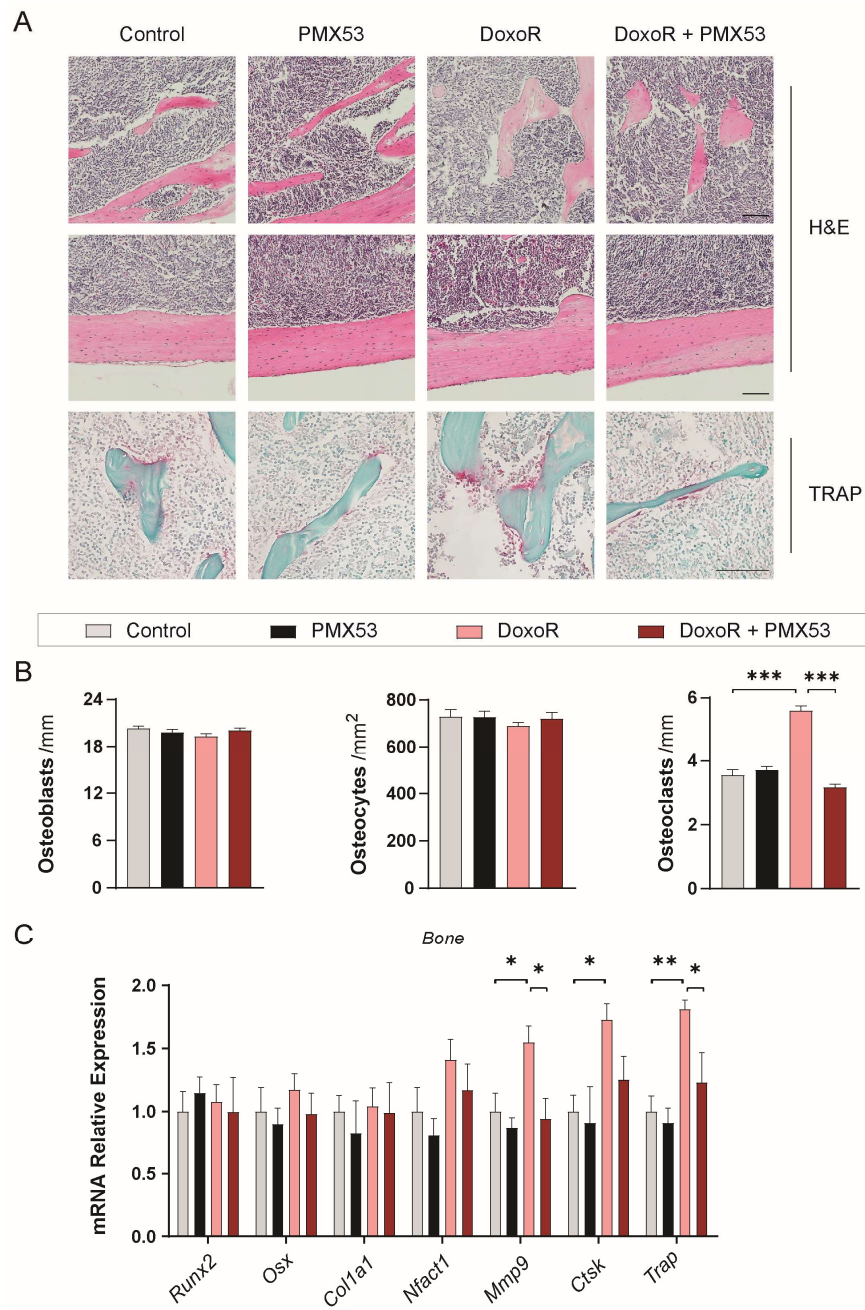 A
Control PMX53 DoxoR DoxoR + PMX53
H&E
TRAP
Control PMX53 DoxoR DoxoR + PMX53
B
Osteoblasts /mm
24
18
12
6
0
Osteocytes /mm2
800
600
400
200
0
Osteoclasts /mm
6
4
2
0
*** ***
C
Bone
mRNA Relative Expression
2.0
1.5
1.0
0.5
0.0
* * * ** *
Runx2 Osx Col1a1 Nfact1 Mmp9 Ctsk Trap